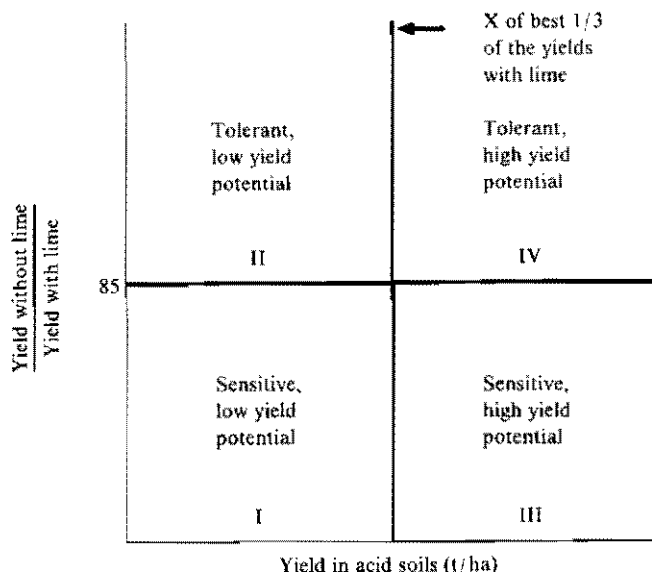 X of best 1/3
of the yields
with lime
Tolerant,
low yield
potential
II
Tolerant,
high yield
potential
IV
Yield without lime
Yield with lime
85
Sensitive,
low yield
potential
I
Sensitive,
high yield
potential
III
Yield in acid soils (t/ha)